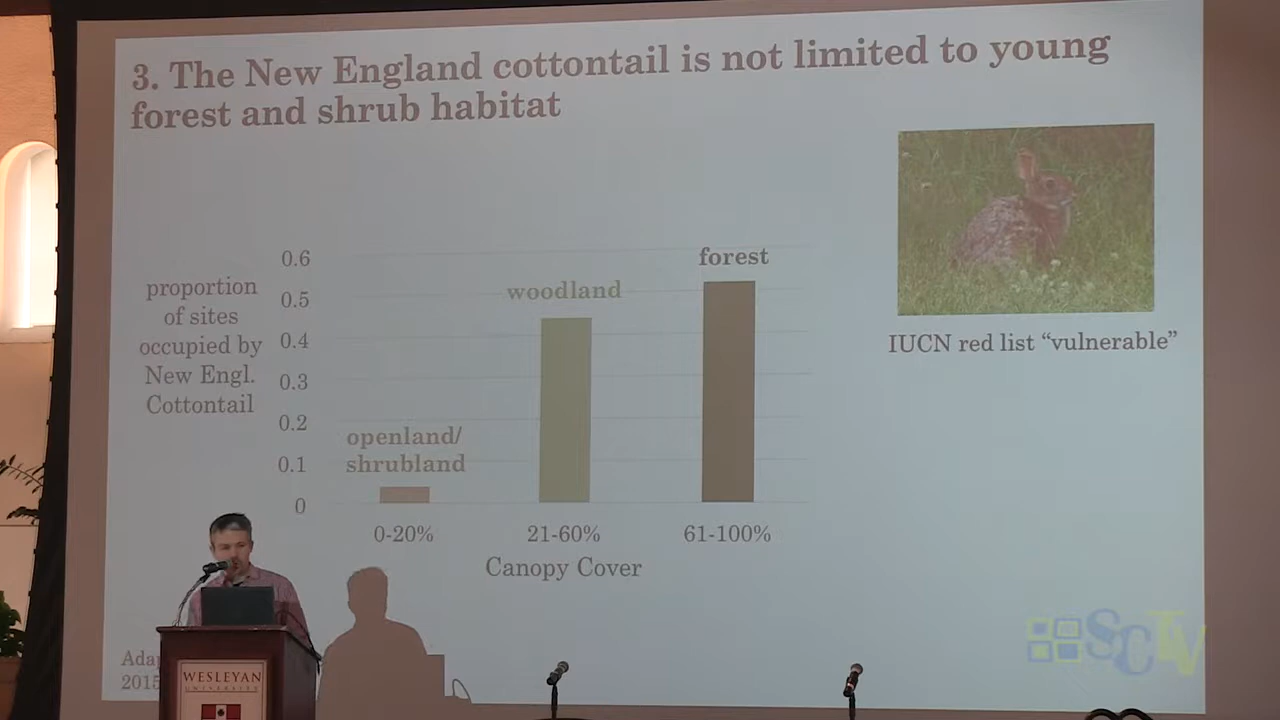 3. The New England cottontail is not limited to young
forest and shrub habitat
proportion
of sites
occupied by
New Engl.
Cottontail
0.6
0.5
0.4
0.3
0.2
0.1
0
openland/
shrubland
woodland
forest
0-20%
21-60%
61-100%
Canopy Cover
IUCN red list “vulnerable”
2015
WESLEYAN
UNIVERSITY
SCTV